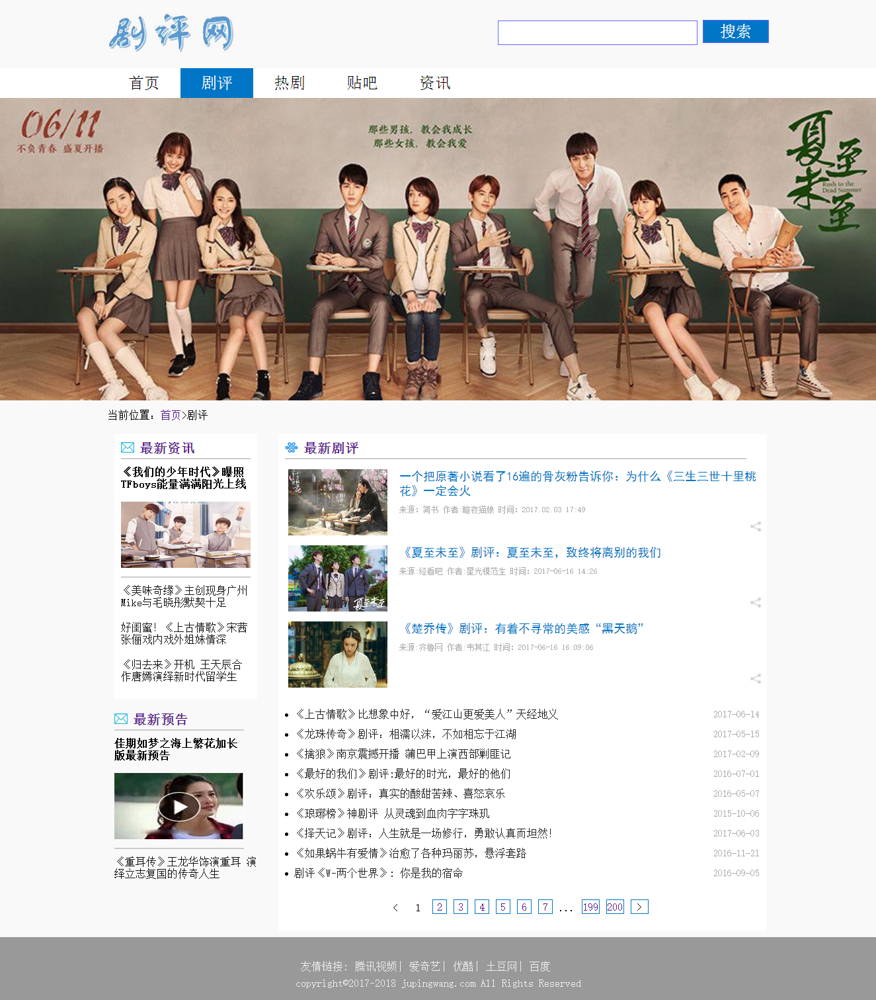 剧评网
搜索
首页 剧评 热剧 贴吧 资讯
06/11
不负青春 盛夏开播
那些男孩，教会我成长
那些女孩，教会我爱
夏至未至
Rush to the
Dead Summer
当前位置：首页>剧评
最新资讯
《我们的少年时代》曝照
TFboys能量满满阳光上线
《美味奇缘》主创现身广州
Mike与毛晓彤默契十足
好闺蜜！《上古情歌》宋茜
张俪戏内戏外姐妹情深
《归去来》开机 王天辰合
作唐嫣演绎新时代留学生
最新预告
佳期如梦之海上繁花加长
版最新预告
《重耳传》王龙华饰演重耳 演
绎立志复国的传奇人生
最新剧评
一个把原著小说看了16遍的骨灰粉告诉你：为什么《三生三世十里桃
花》一定会火
来源：简书 作者:暗夜猫娘 时间：2017.02.03 17:49
《夏至未至》剧评：夏至未至，致终将离别的我们
来源:经看吧 作者:星光模范生 时间：2017-06-16 14:26
夏至未至
《楚乔传》剧评：有着不寻常的美感“黑天鹅”
来源:齐鲁网 作者:韦其江 时间：2017-06-16 16:09:06
《上古情歌》比想象中好，“爱江山更爱美人”天经地义 2017-06-14
《龙珠传奇》剧评：相濡以沫，不如相忘于江湖 2017-05-15
《擒狼》南京震撼开播 蒲巴甲上演西部剿匪记 2017-02-09
《最好的我们》剧评:最好的时光，最好的他们 2016-07-01
《欢乐颂》剧评：真实的酸甜苦辣、喜怒哀乐 2016-05-07
《琅琊榜》神剧评 从灵魂到血肉字字珠玑 2015-10-06
《择天记》剧评：人生就是一场修行，勇敢认真而坦然！ 2017-06-03
《如果蜗牛有爱情》治愈了各种玛丽苏，悬浮套路 2016-11-21
剧评《W-两个世界》: 你是我的宿命 2016-09-05
< 1 2 3 4 5 6 7 ... 199 200 >
友情链接: 腾讯视频| 爱奇艺| 优酷| 土豆网| 百度
copyright©2017-2018 jupingwang.com All Rights Reserved